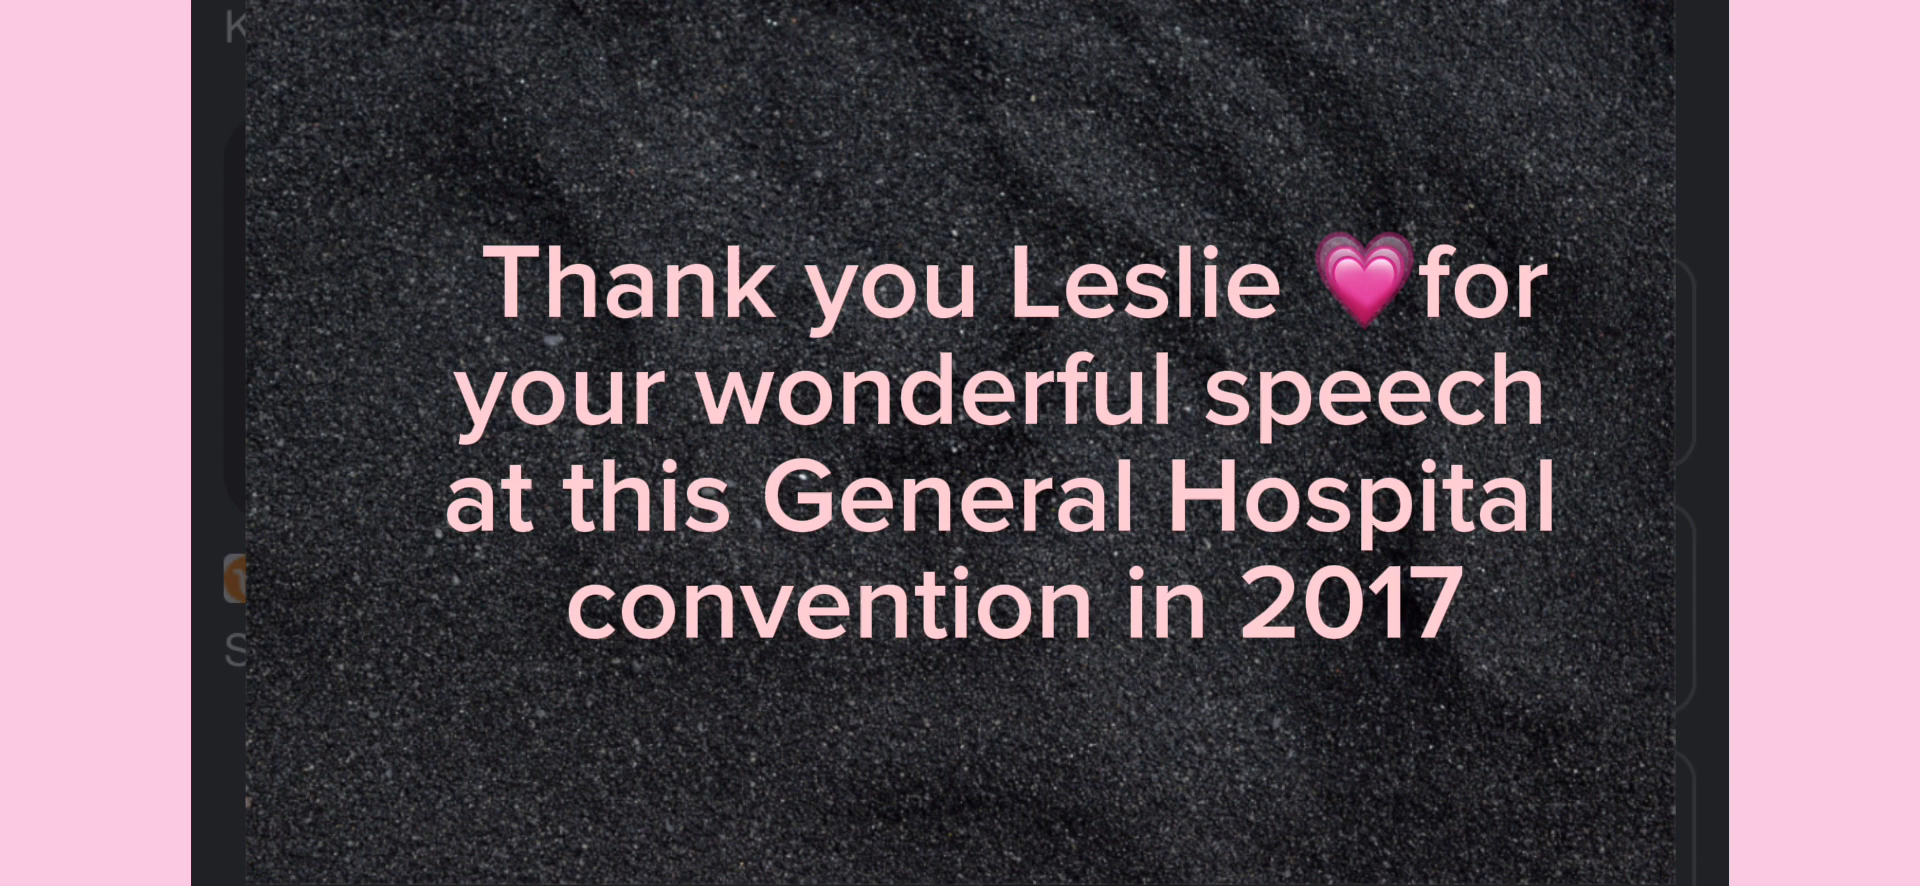 K
Thank you Leslie 💗for
your wonderful speech
at this General Hospital
convention in 2017
S